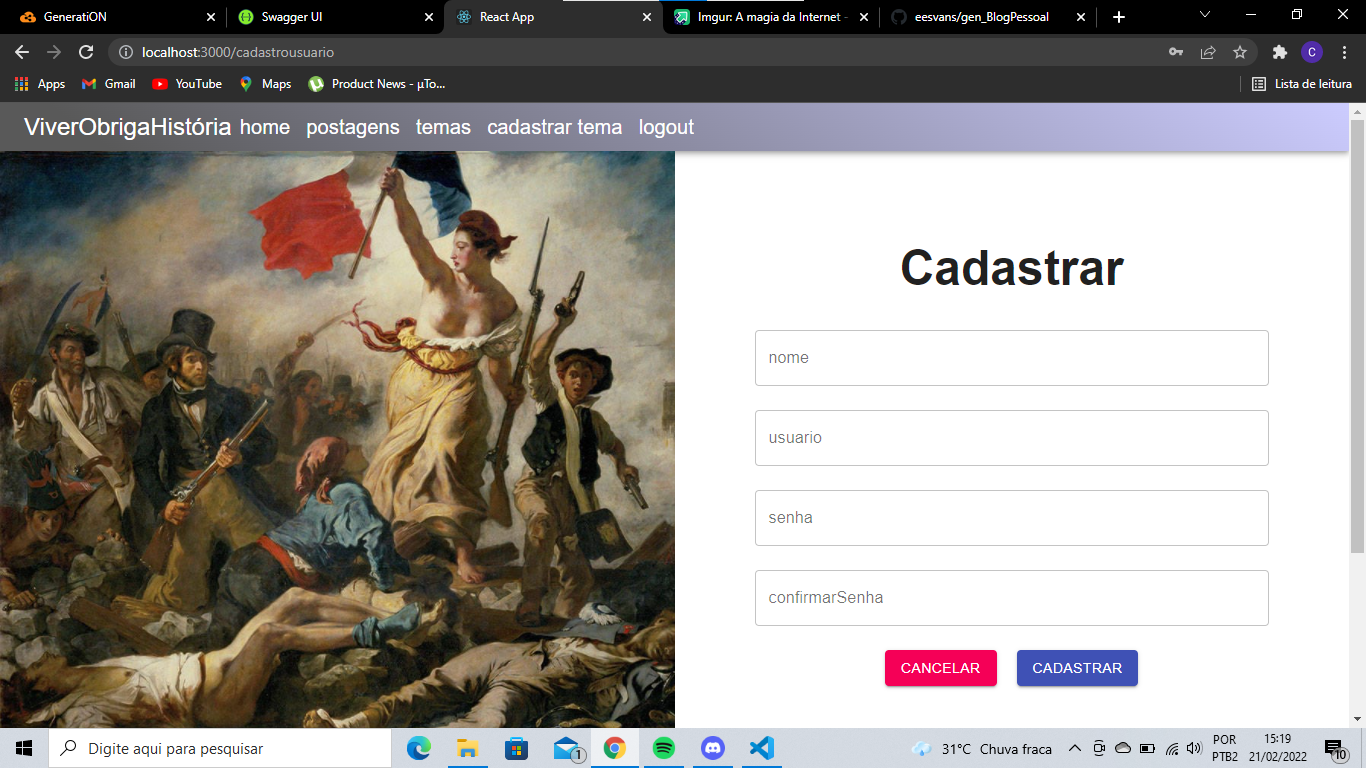 GeneratiON
Swagger UI
React App
Imgur: A magia da Internet -
eesvans/gen_BlogPessoal
localhost:3000/cadastrousuario
C
Apps
Gmail
YouTube
Maps
Product News - µTo...
Lista de leitura
ViverObrigaHistória home postagens temas cadastrar tema logout
Cadastrar
nome
usuario
senha
confirmarSenha
CANCELAR
CADASTRAR
Digite aqui para pesquisar
1
31°C Chuva fraca
POR
PTB2
15:19
21/02/2022
10